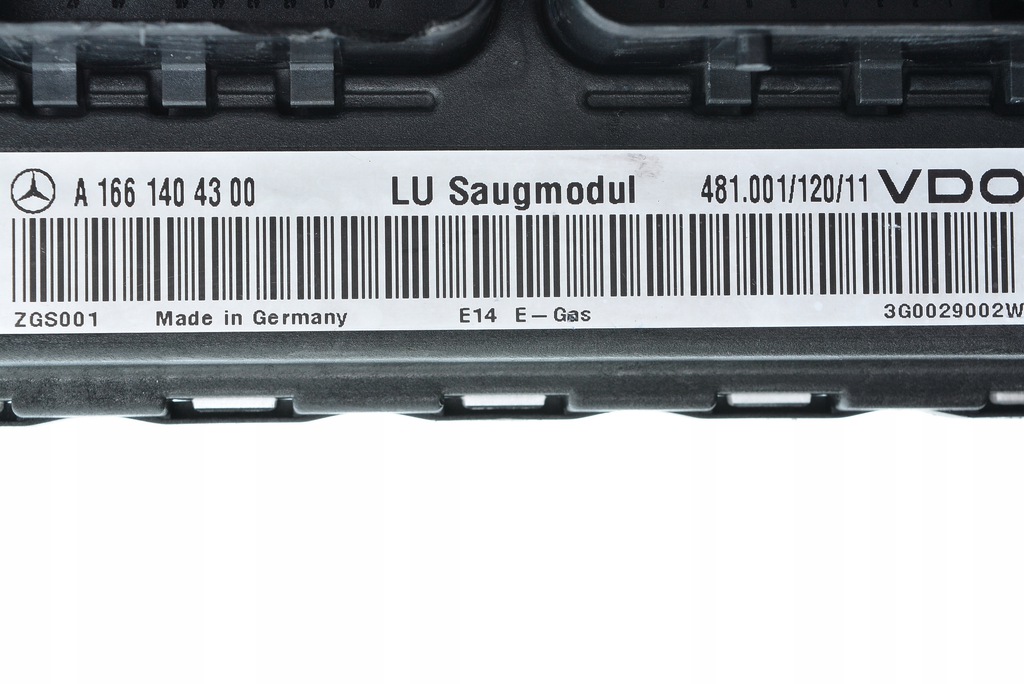 A 166 140 43 00 LU Saugmodul 481.001/120/11 VDO
ZGS001 Made in Germany E14 E-Gas 3G0029002W